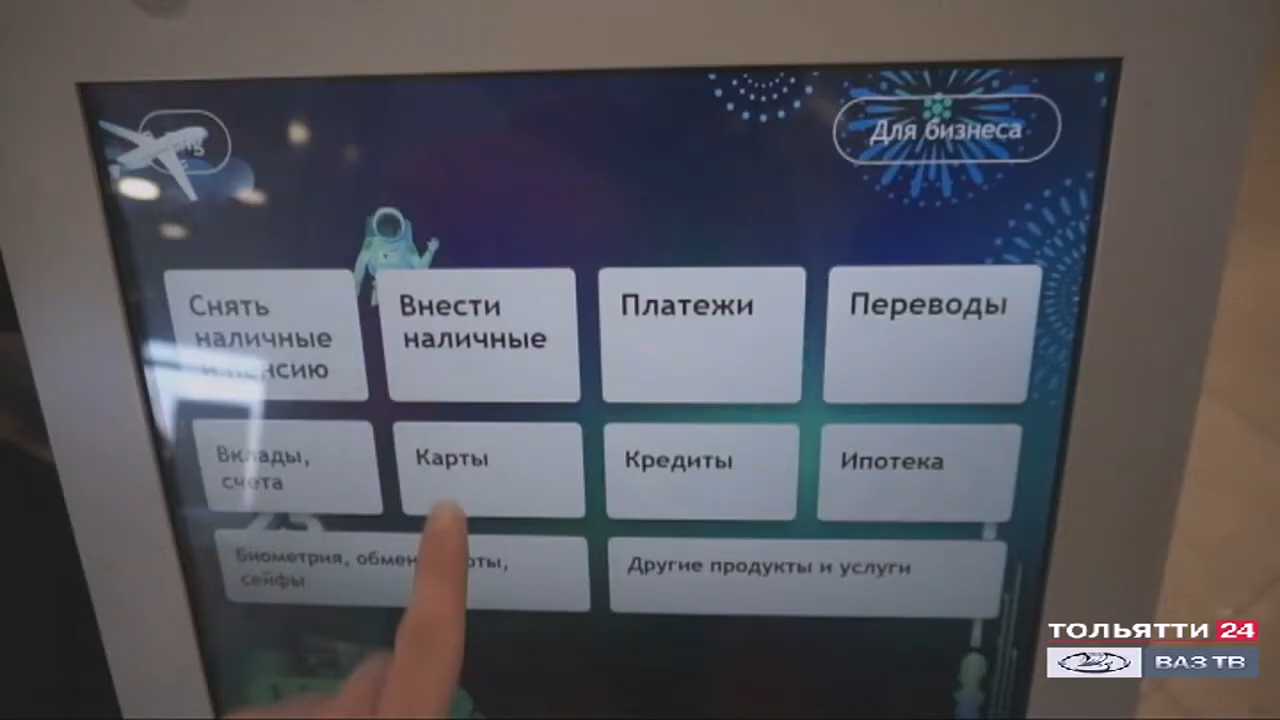 Для бизнеса
Снять
наличные
и пенсию
Внести
наличные
Платежи
Переводы
Вклады,
счета
Карты
Кредиты
Ипотека
Биометрия, обмен
сейфы
Другие продукты и услуги
ТОЛЬЯТТИ 24
ВАЗ ТВ